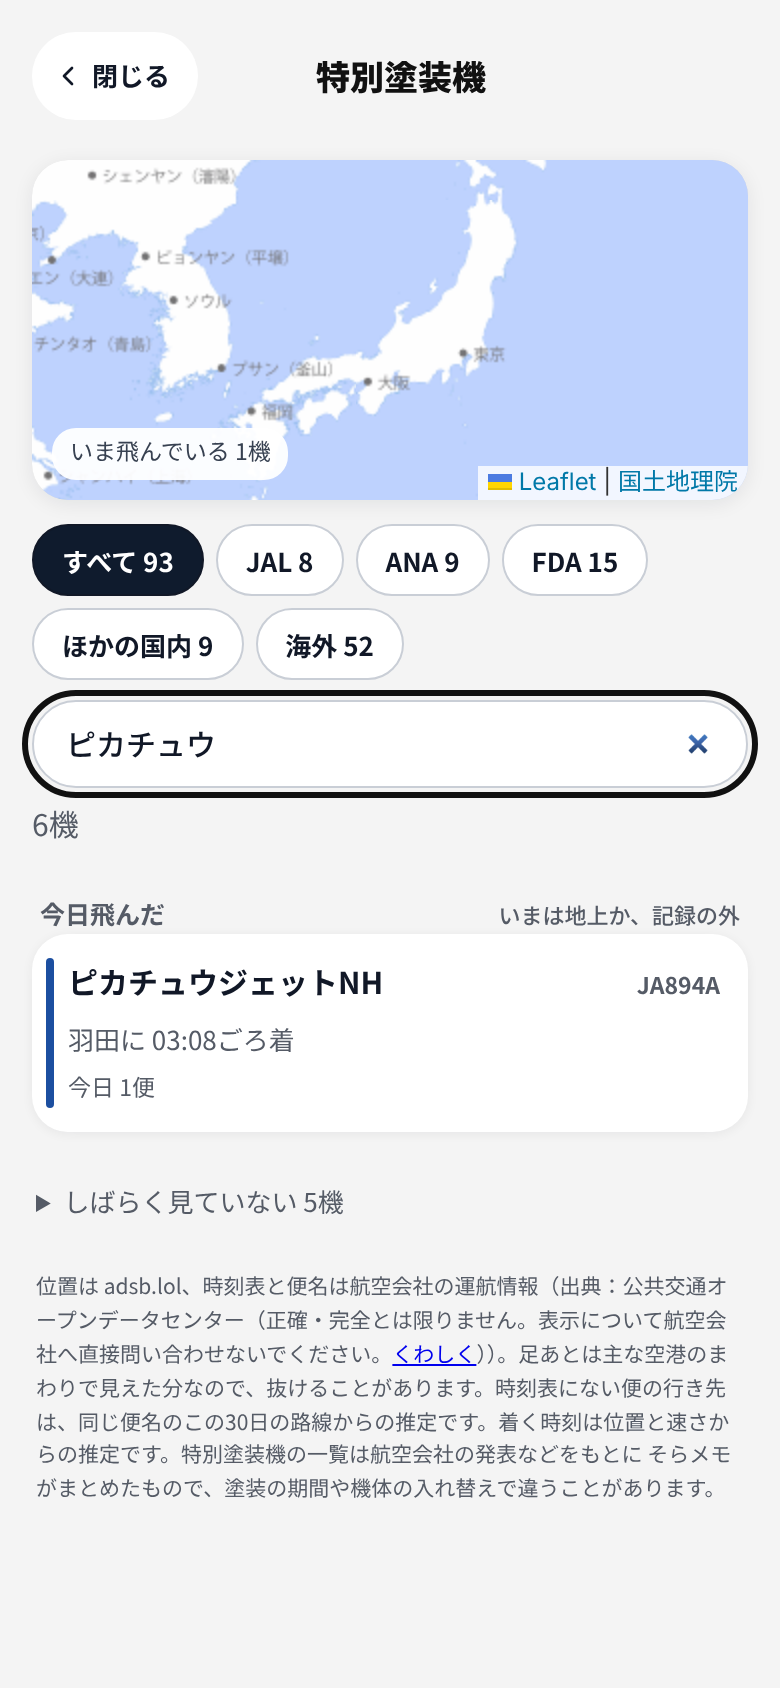 閉じる
特別塗装機
シェンヤン（瀋陽）
ピョンヤン（平壌）
エン（大連）
ソウル
チンタオ（青島）
プサン（釜山）
東京
大阪
福岡
いま飛んでいる 1機
Leaflet | 国土地理院
すべて 93
JAL 8
ANA 9
FDA 15
ほかの国内 9
海外 52
ピカチュウ
6機
今日飛んだ
いまは地上か、記録の外
ピカチュウジェットNH
JA894A
羽田に 03:08ごろ着
今日 1便
しばらく見ていない 5機
位置は adsb.lol、時刻表と便名は航空会社の運航情報（出典：公共交通オ
ープンデータセンター（正確・完全とは限りません。表示について航空会
社へ直接問い合わせないでください。くわしく））。足あとは主な空港のま
わりで見えた分なので、抜けることがあります。時刻表にない便の行き先
は、同じ便名のこの30日の路線からの推定です。着く時刻は位置と速さか
らの推定です。特別塗装機の一覧は航空会社の発表などをもとに そらメモ
がまとめたもので、塗装の期間や機体の入れ替えで違うことがあります。